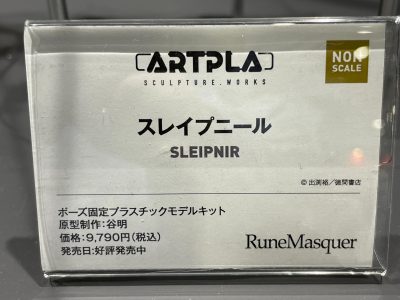 ARTPLA
SCULPTURE.WORKS
NON
SCALE
スレイプニール
SLEIPNIR
© 出渕裕／徳間書店
ポーズ固定プラスチックモデルキット
原型制作：谷明
価格：9,790円（税込）
発売日：好評発売中
RuneMasquer